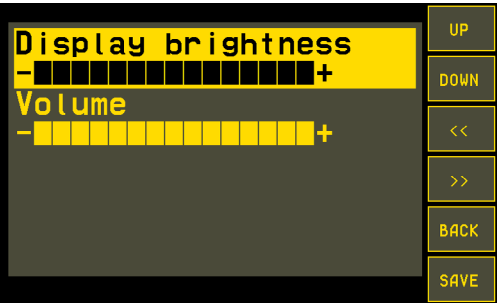 Display brightness
-+
Volume
-+
UP
DOWN
<<
>>
BACK
SAVE